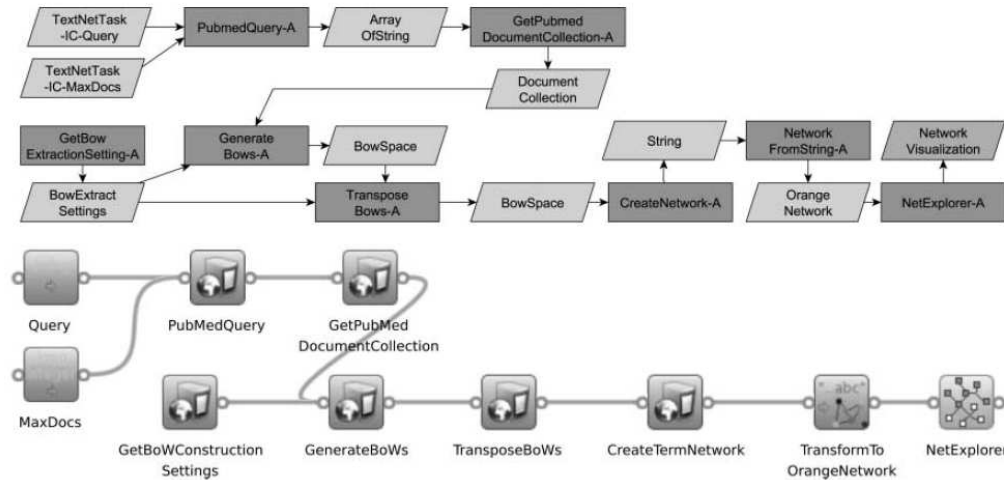 TextNetTask
-IC-Query
PubmedQuery-A
Array
OfString
GetPubmed
DocumentCollection-A
TextNetTask
-IC-MaxDocs
Document
Collection
GetBow
ExtractionSetting-A
Generate
Bows-A
BowSpace
String
Network
FromString-A
Network
Visualization
BowExtract
Settings
Transpose
Bows-A
BowSpace
CreateNetwork-A
Orange
Network
NetExplorer-A
Query
PubMedQuery
GetPubMed
DocumentCollection
MaxDocs
GetBoWConstruction
Settings
GenerateBoWs
TransposeBoWs
CreateTermNetwork
"..abc"
TransformTo
OrangeNetwork
NetExplorer